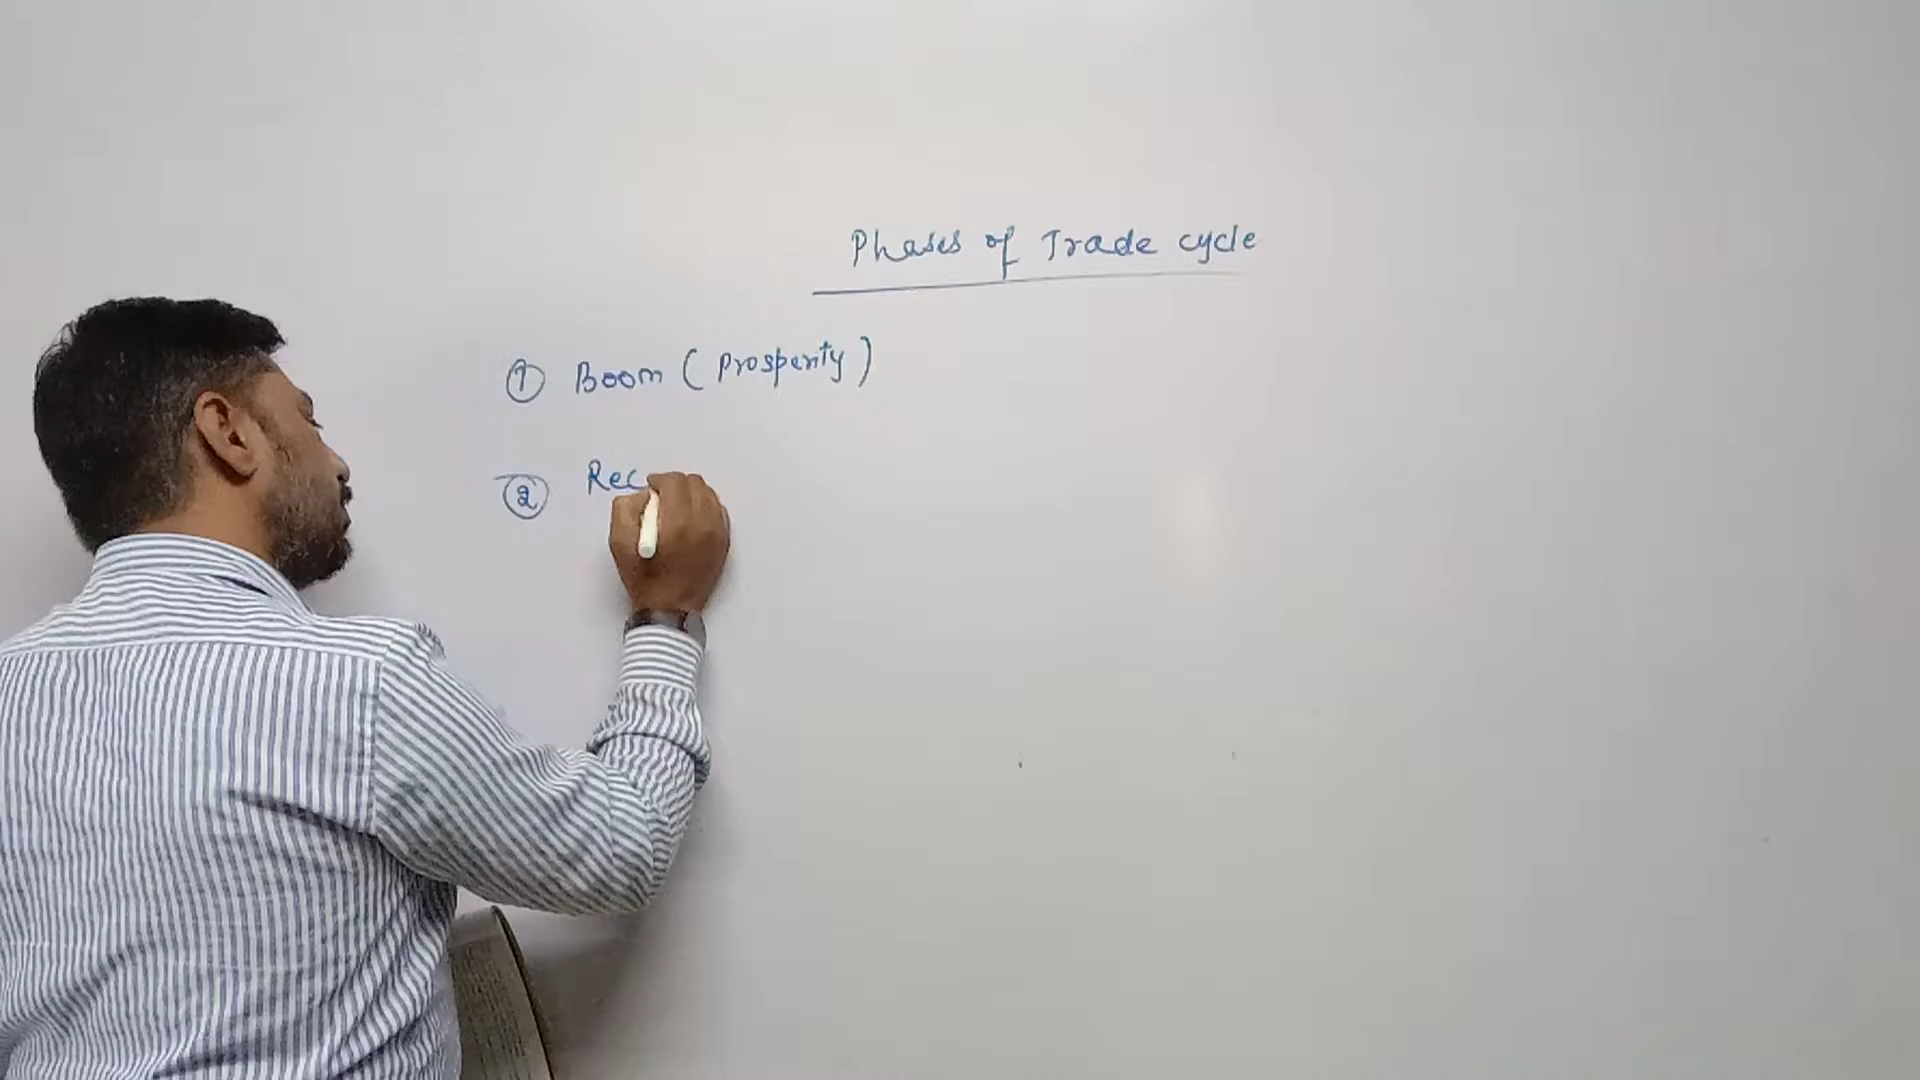 Phases of Trade cycle
① Boom (Prosperity)
② Rec